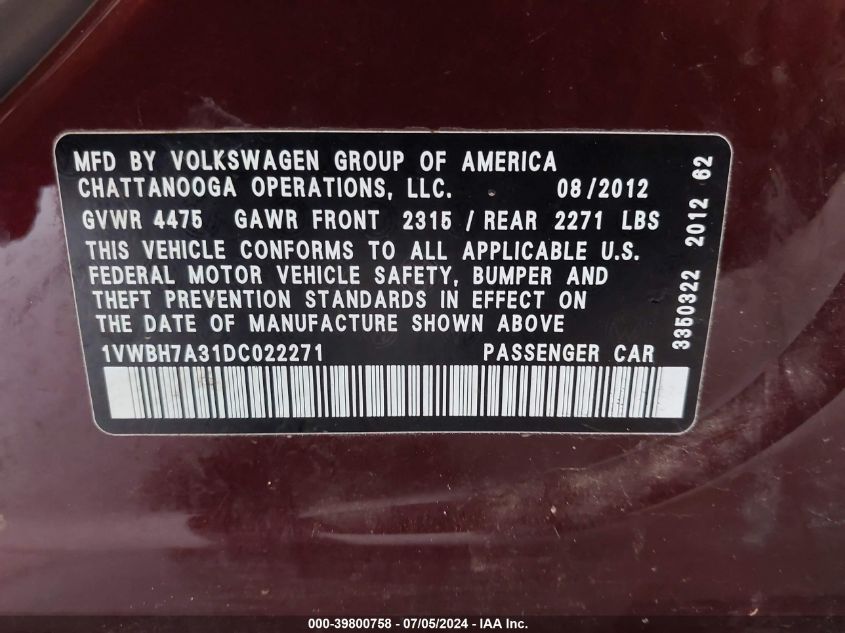 MFD BY VOLKSWAGEN GROUP OF AMERICA
CHATTANOOGA OPERATIONS, LLC. 08/2012
GVWR 4475 GAWR FRONT 2315 / REAR 2271 LBS
THIS VEHICLE CONFORMS TO ALL APPLICABLE U.S.
FEDERAL MOTOR VEHICLE SAFETY, BUMPER AND
THEFT PREVENTION STANDARDS IN EFFECT ON
THE DATE OF MANUFACTURE SHOWN ABOVE
1VWBH7A31DC022271 PASSENGER CAR
3350322 2012 62
000-39800758 - 07/05/2024 - IAA Inc.